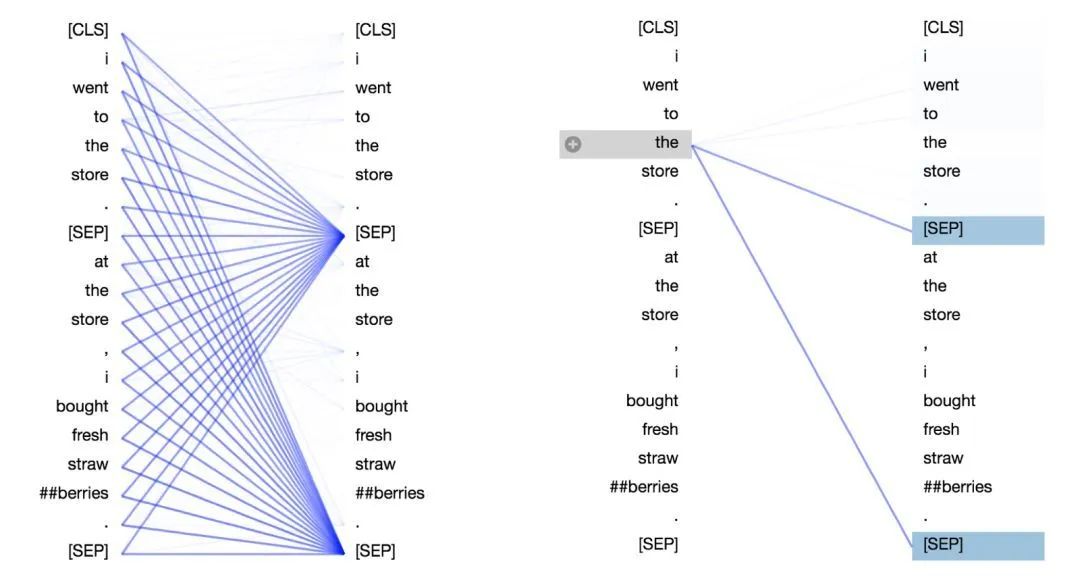 [CLS] [CLS] [CLS] [CLS]
i i i i
went went went went
to to to to
the the the the
store store store store
. . . .
[SEP] [SEP] [SEP] [SEP]
at at at at
the the the the
store store store store
, , , ,
i i i i
bought bought bought bought
fresh fresh fresh fresh
straw straw straw straw
##berries ##berries ##berries ##berries
. . . .
[SEP] [SEP] [SEP] [SEP]